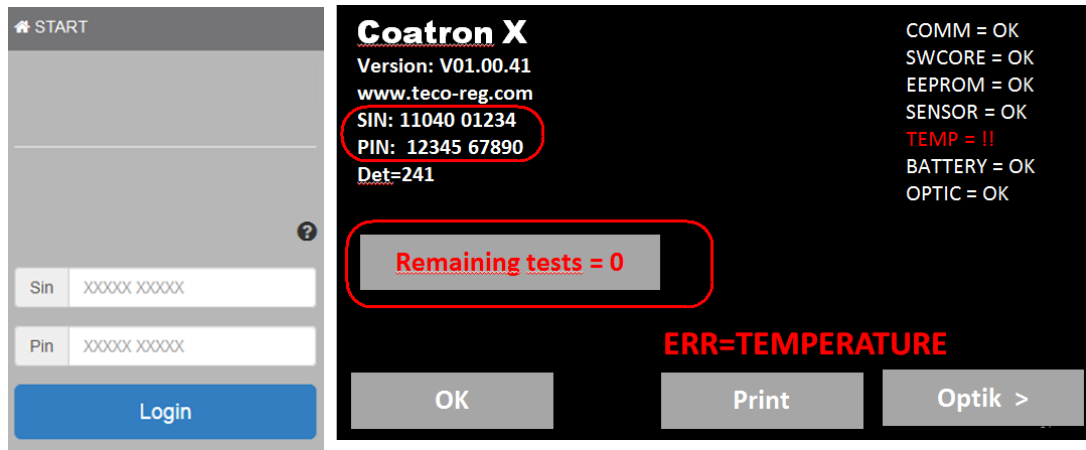 START
Sin XXXXX XXXXX
Pin XXXXX XXXXX
Login
Coatron X
Version: V01.00.41
www.teco-reg.com
SIN: 11040 01234
PIN: 12345 67890
Det=241
COMM = OK
SWCORE = OK
EEPROM = OK
SENSOR = OK
TEMP = !!
BATTERY = OK
OPTIC = OK
Remaining tests = 0
ERR=TEMPERATURE
OK
Print
Optik >